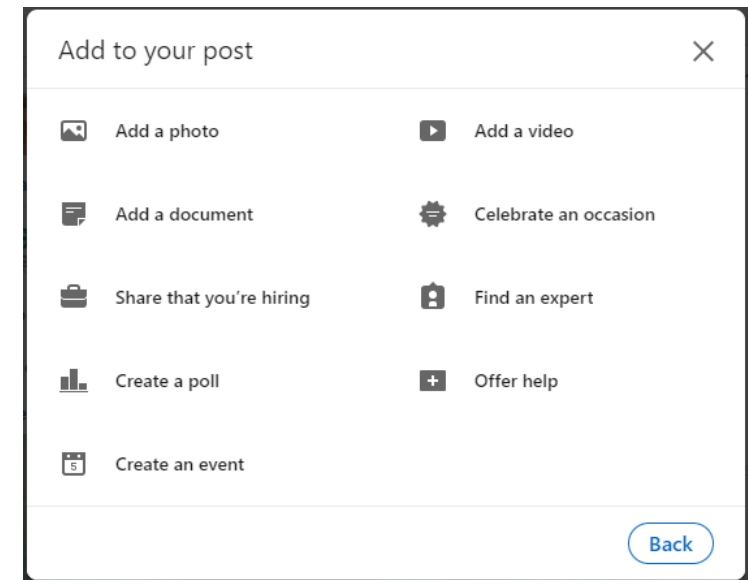 Add to your post
Add a photo
Add a video
Add a document
Celebrate an occasion
Share that you’re hiring
Find an expert
Create a poll
Offer help
5
Create an event
Back